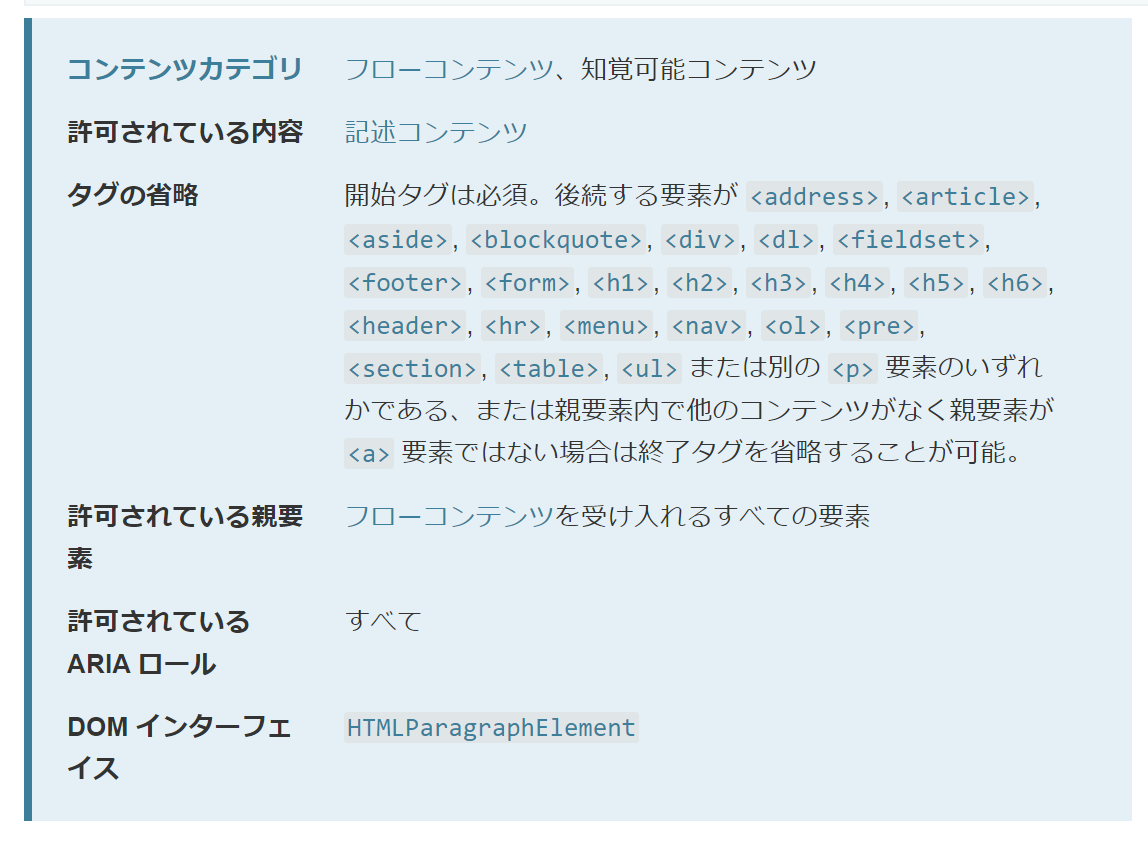 コンテンツカテゴリ フローコンテンツ、知覚可能コンテンツ
許可されている内容 記述コンテンツ
タグの省略 開始タグは必須。後続する要素が <address>, <article>,
<aside>, <blockquote>, <div>, <dl>, <fieldset>,
<footer>, <form>, <h1>, <h2>, <h3>, <h4>, <h5>, <h6>,
<header>, <hr>, <menu>, <nav>, <ol>, <pre>,
<section>, <table>, <ul> または別の <p> 要素のいずれ
かである、または親要素内で他のコンテンツがなく親要素が
<a> 要素ではない場合は終了タグを省略することが可能。
許可されている親要 フローコンテンツを受け入れるすべての要素
素
許可されている すべて
ARIA ロール
DOM インターフェ HTMLParagraphElement
イス